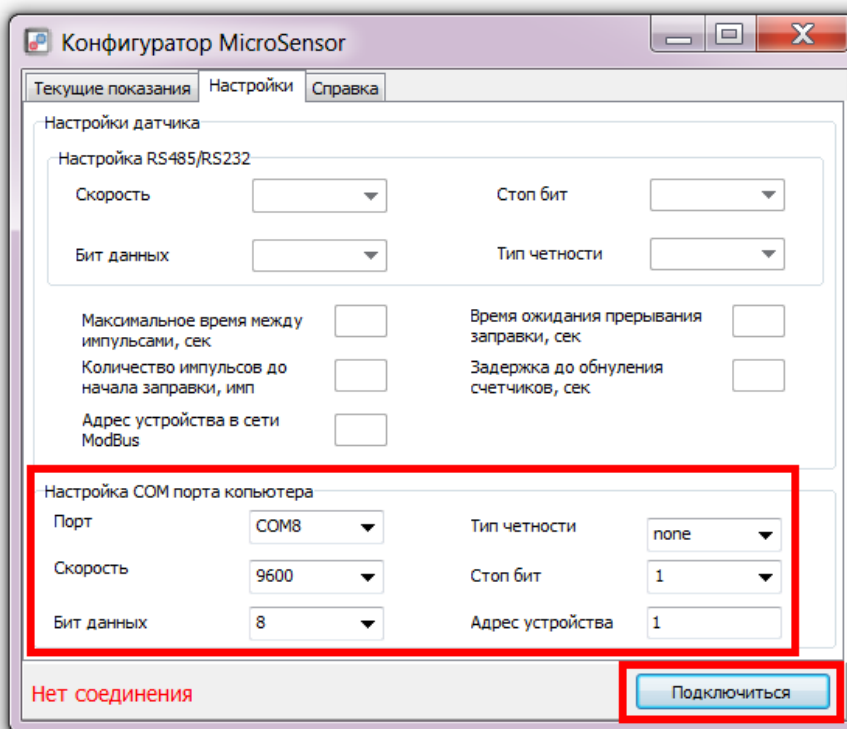 Конфигуратор MicroSensor
Текущие показания Настройки Справка
Настройки датчика
Настройка RS485/RS232
Скорость Стоп бит
Бит данных Тип четности
Максимальное время между
импульсами, сек
Время ожидания прерывания
заправки, сек
Количество импульсов до
начала заправки, имп
Задержка до обнуления
счетчиков, сек
Адрес устройства в сети
ModBus
Настройка COM порта копьютера
Порт COM8 Тип четности none
Скорость 9600 Стоп бит 1
Бит данных 8 Адрес устройства 1
Нет соединения Подключиться